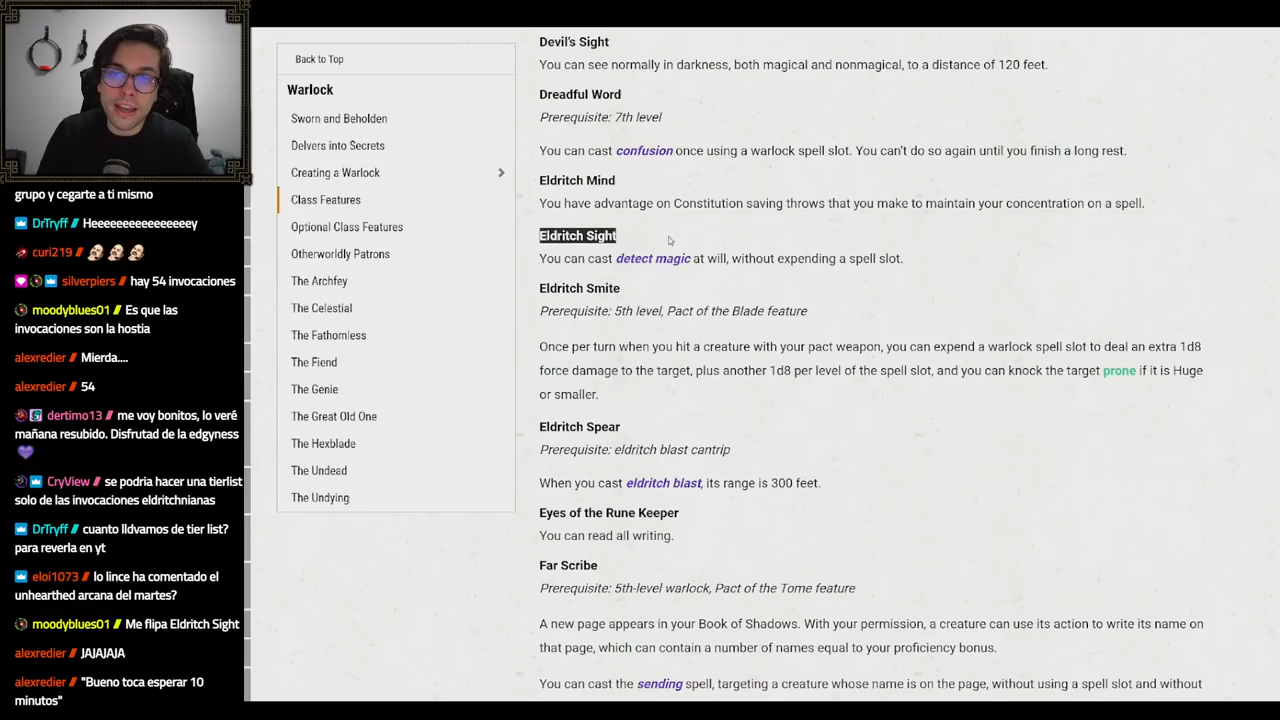 grupo y cegarte a ti mismo
DrTryff // Heeeeeeeeeeeeeeey
curi219 //
silverpiers // hay 54 invocaciones
moodyblues01 // Es que las
invocaciones son la hostia
alexredier // Mierda....
alexredier // 54
dertimo13 // me voy bonitos, lo veré
mañana resubido. Disfrutad de la edgyness
CryView // se podria hacer una tierlist
solo de las invocaciones eldritchnianas
DrTryff // cuanto lldvamos de tier list?
para reverla en yt
eloi1073 // lo lince ha comentado el
unhearthed arcana del martes?
moodyblues01 // Me flipa Eldritch Sight
alexredier // JAJAJAJA
alexredier // "Bueno toca esperar 10
minutos"
Back to Top
Warlock
Sworn and Beholden
Delvers into Secrets
Creating a Warlock
Class Features
Optional Class Features
Otherworldly Patrons
The Archfey
The Celestial
The Fathomless
The Fiend
The Genie
The Great Old One
The Hexblade
The Undead
The Undying
Devil's Sight
You can see normally in darkness, both magical and nonmagical, to a distance of 120 feet.
Dreadful Word
Prerequisite: 7th level
You can cast confusion once using a warlock spell slot. You can't do so again until you finish a long rest.
Eldritch Mind
You have advantage on Constitution saving throws that you make to maintain your concentration on a spell.
Eldritch Sight
You can cast detect magic at will, without expending a spell slot.
Eldritch Smite
Prerequisite: 5th level, Pact of the Blade feature
Once per turn when you hit a creature with your pact weapon, you can expend a warlock spell slot to deal an extra 1d8
force damage to the target, plus another 1d8 per level of the spell slot, and you can knock the target prone if it is Huge
or smaller.
Eldritch Spear
Prerequisite: eldritch blast cantrip
When you cast eldritch blast, its range is 300 feet.
Eyes of the Rune Keeper
You can read all writing.
Far Scribe
Prerequisite: 5th-level warlock, Pact of the Tome feature
A new page appears in your Book of Shadows. With your permission, a creature can use its action to write its name on
that page, which can contain a number of names equal to your proficiency bonus.
You can cast the sending spell, targeting a creature whose name is on the page, without using a spell slot and without